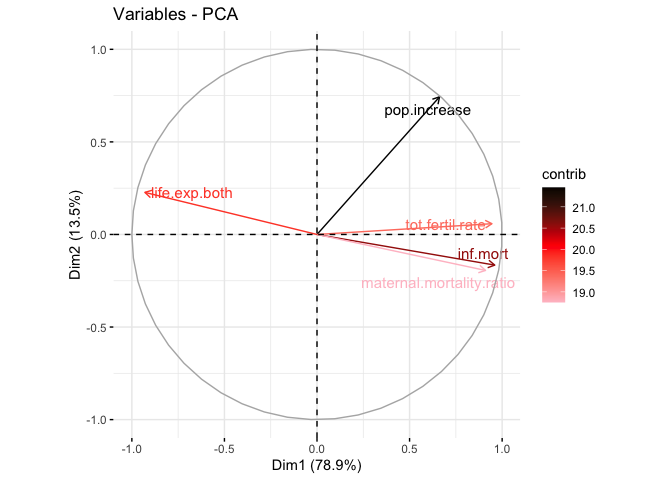 Variables - PCA
1.0
0.5
0.0
-0.5
-1.0
Dim2 (13.5%)
pop.increase
life.exp.both
tot.fertil.rate
inf.mort
maternal.mortality.ratio
-1.0
-0.5
0.0
0.5
1.0
Dim1 (78.9%)
contrib
21.0
20.5
20.0
19.5
19.0